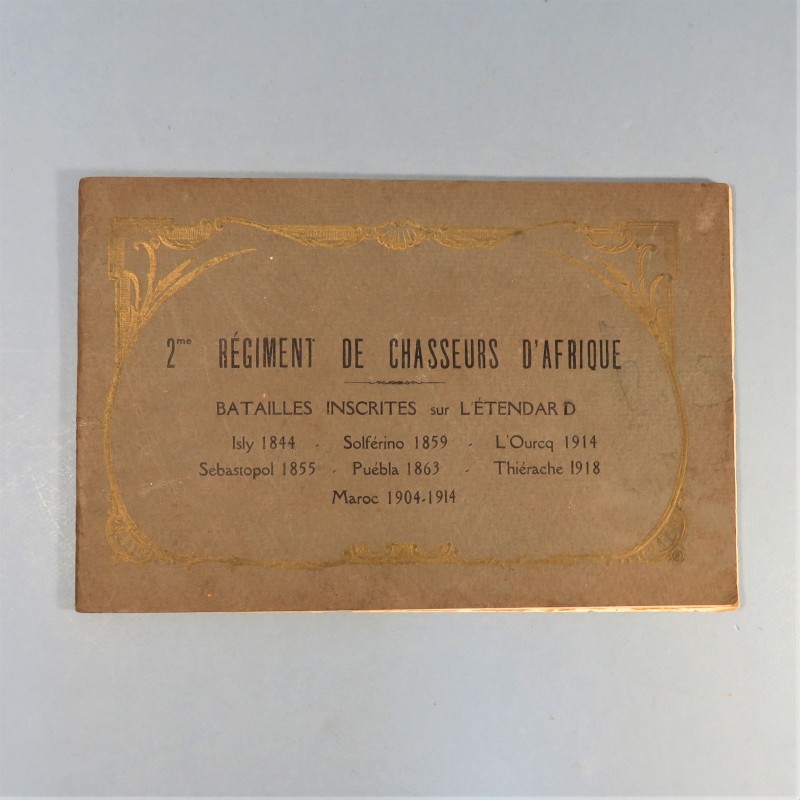 2me RÉGIMENT DE CHASSEURS D'AFRIQUE
BATAILLES INSCRITES sur L'ÉTENDARD
Isly 1844 - Solférino 1859 - L'Ourcq 1914
Sebastopol 1855 - Puébla 1863 - Thiérache 1918
Maroc 1904-1914